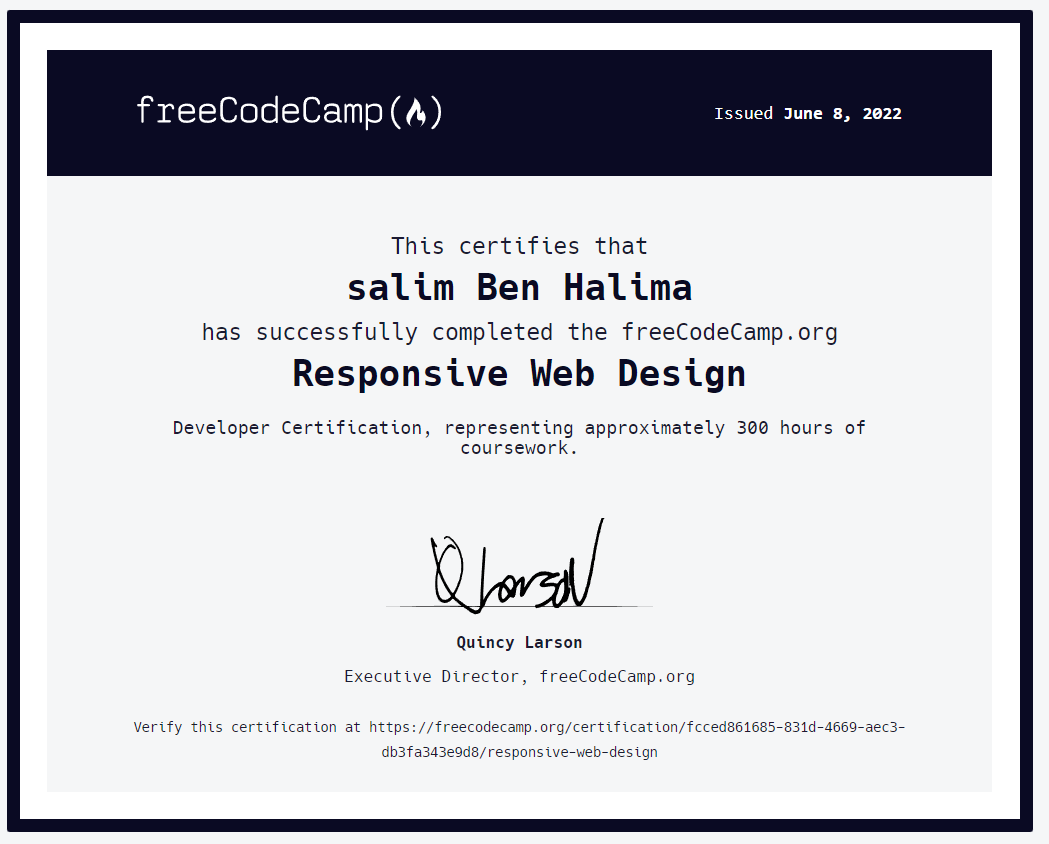 freeCodeCamp(🔥)
Issued June 8, 2022
This certifies that
salim Ben Halima
has successfully completed the freeCodeCamp.org
Responsive Web Design
Developer Certification, representing approximately 300 hours of
coursework.
Q Larson
Quincy Larson
Executive Director, freeCodeCamp.org
Verify this certification at https://freecodecamp.org/certification/fcced861685-831d-4669-aec3-
db3fa343e9d8/responsive-web-design